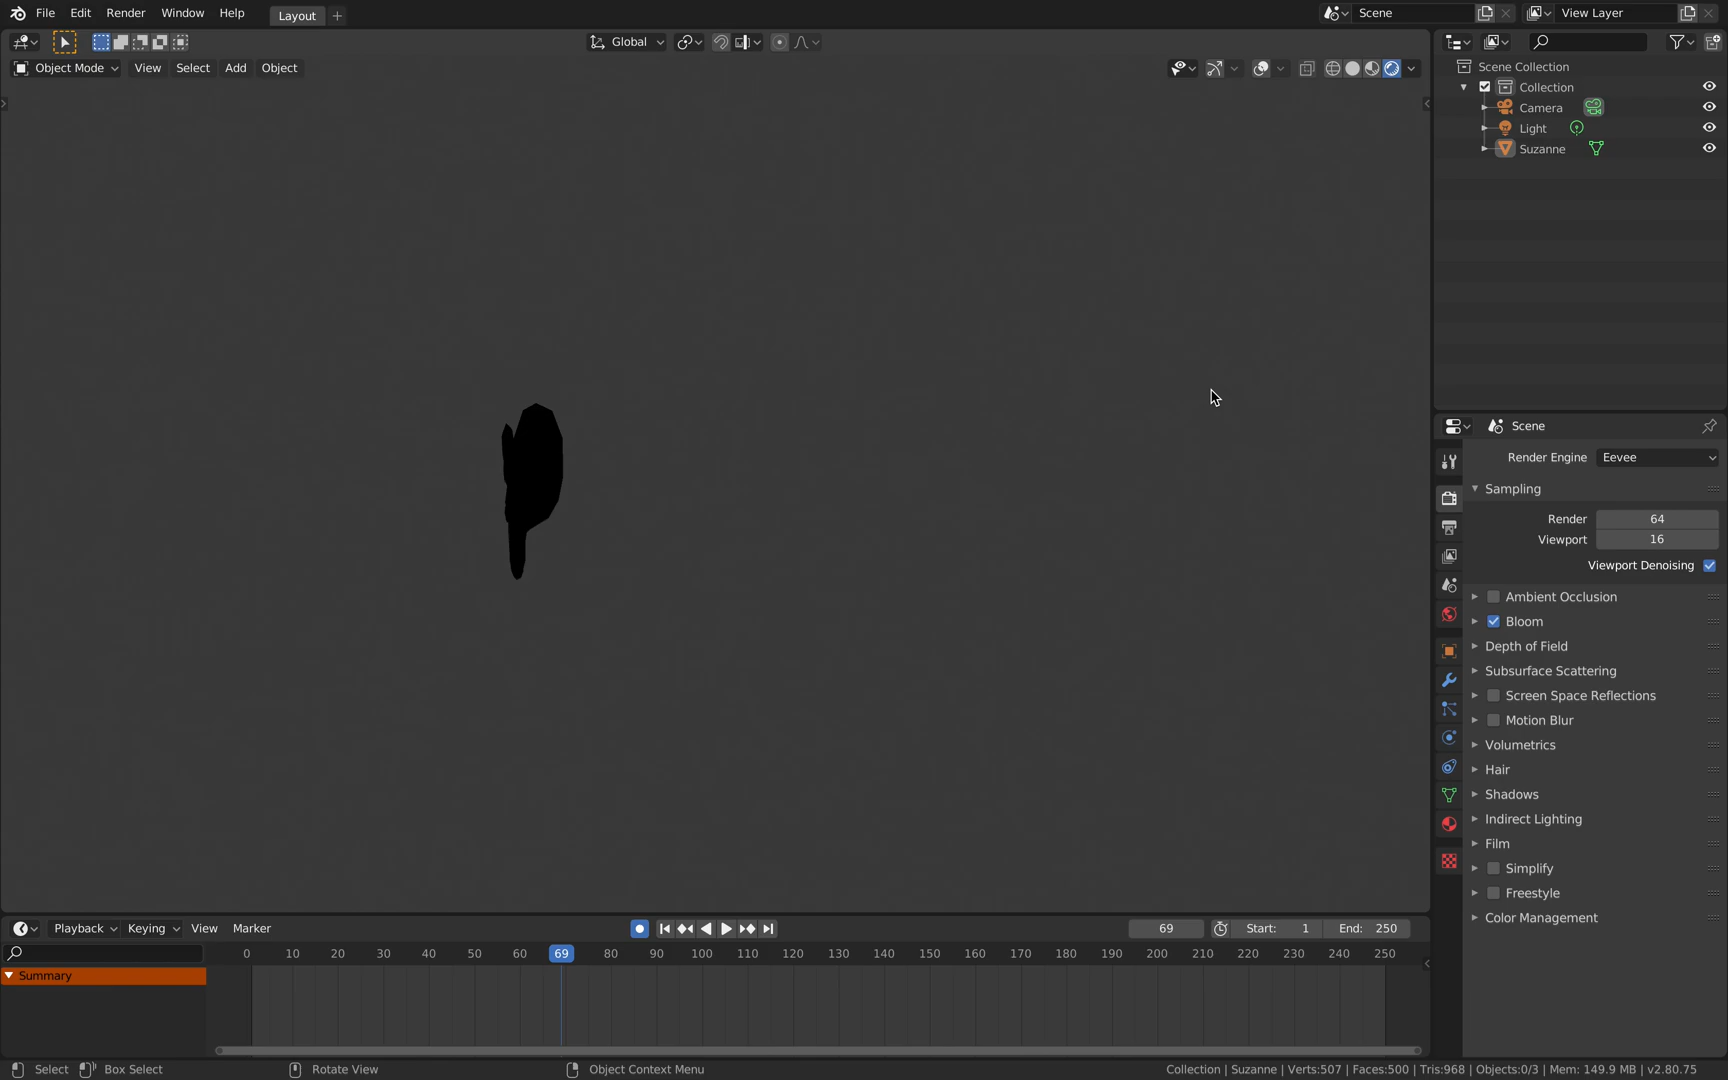 File Edit Render Window Help Layout + Scene View Layer
Global
Object Mode View Select Add Object
Scene Collection
Collection
Camera
Light
Suzanne
Scene
Render Engine Eevee
Sampling
Render 64
Viewport 16
Viewport Denoising
Ambient Occlusion
Bloom
Depth of Field
Subsurface Scattering
Screen Space Reflections
Motion Blur
Volumetrics
Hair
Shadows
Indirect Lighting
Film
Simplify
Freestyle
Color Management
Playback Keying View Marker 69 Start: 1 End: 250
0 10 20 30 40 50 60 69 80 90 100 110 120 130 140 150 160 170 180 190 200 210 220 230 240 250
Summary
Select Box Select Rotate View Object Context Menu Collection | Suzanne | Verts:507 | Faces:500 | Tris:968 | Objects:0/3 | Mem: 149.9 MB | v2.80.75